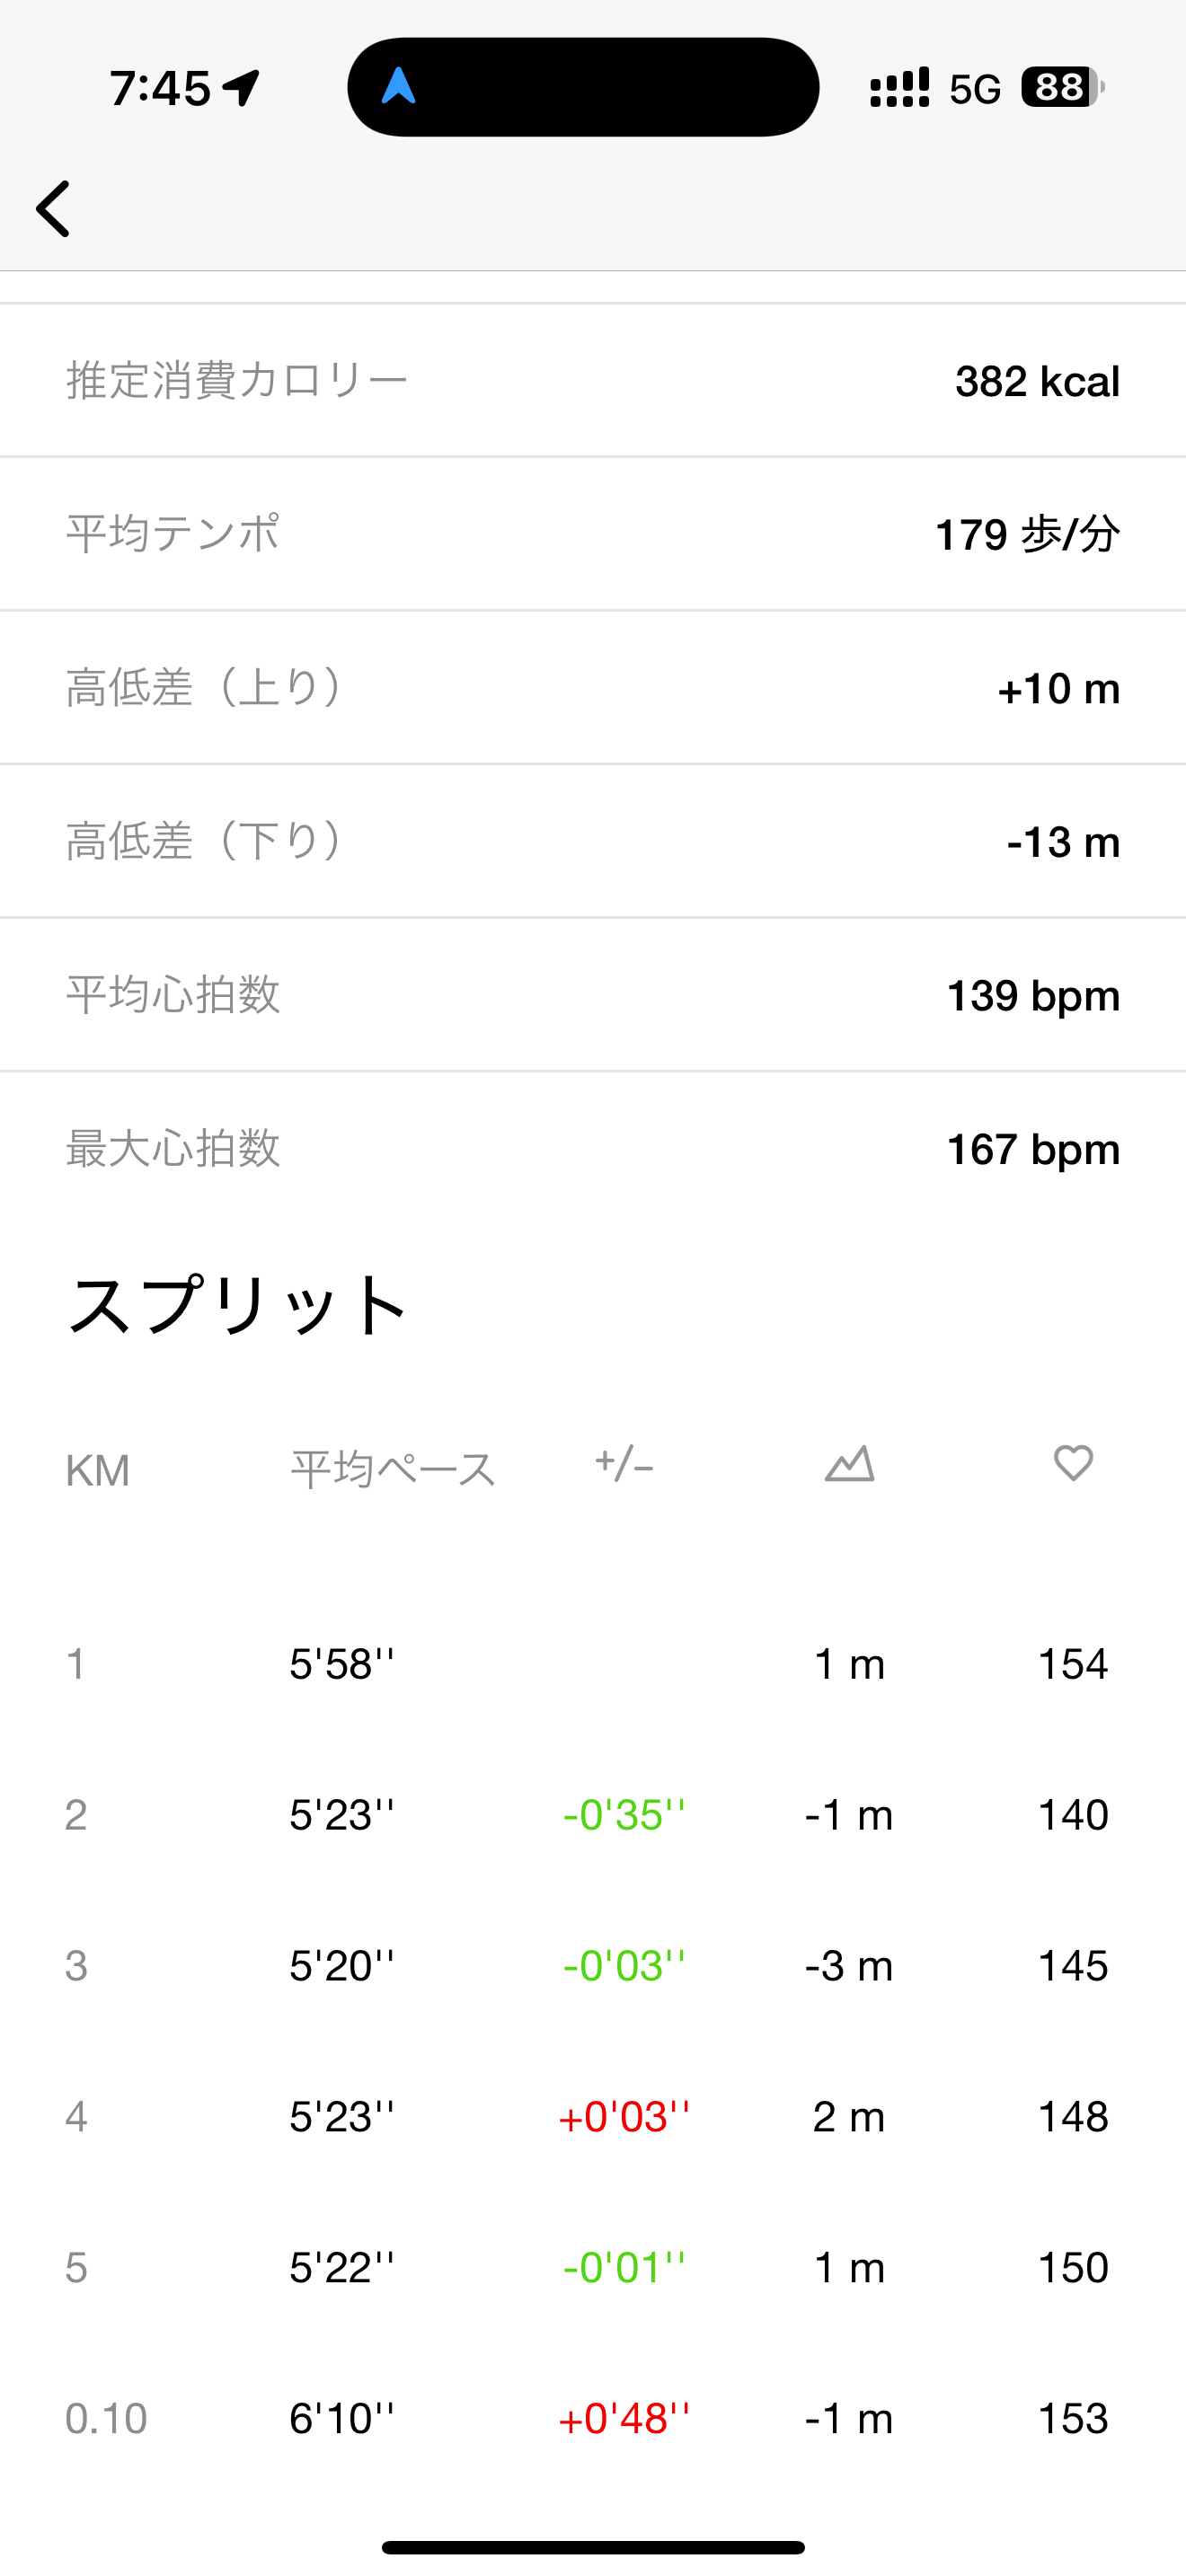 7:45 5G 88
推定消費カロリー 382 kcal
平均テンポ 179 歩/分
高低差（上り） +10 m
高低差（下り） -13 m
平均心拍数 139 bpm
最大心拍数 167 bpm
スプリット
KM 平均ペース +/-
1 5'58'' 1 m 154
2 5'23'' -0'35'' -1 m 140
3 5'20'' -0'03'' -3 m 145
4 5'23'' +0'03'' 2 m 148
5 5'22'' -0'01'' 1 m 150
0.10 6'10'' +0'48'' -1 m 153